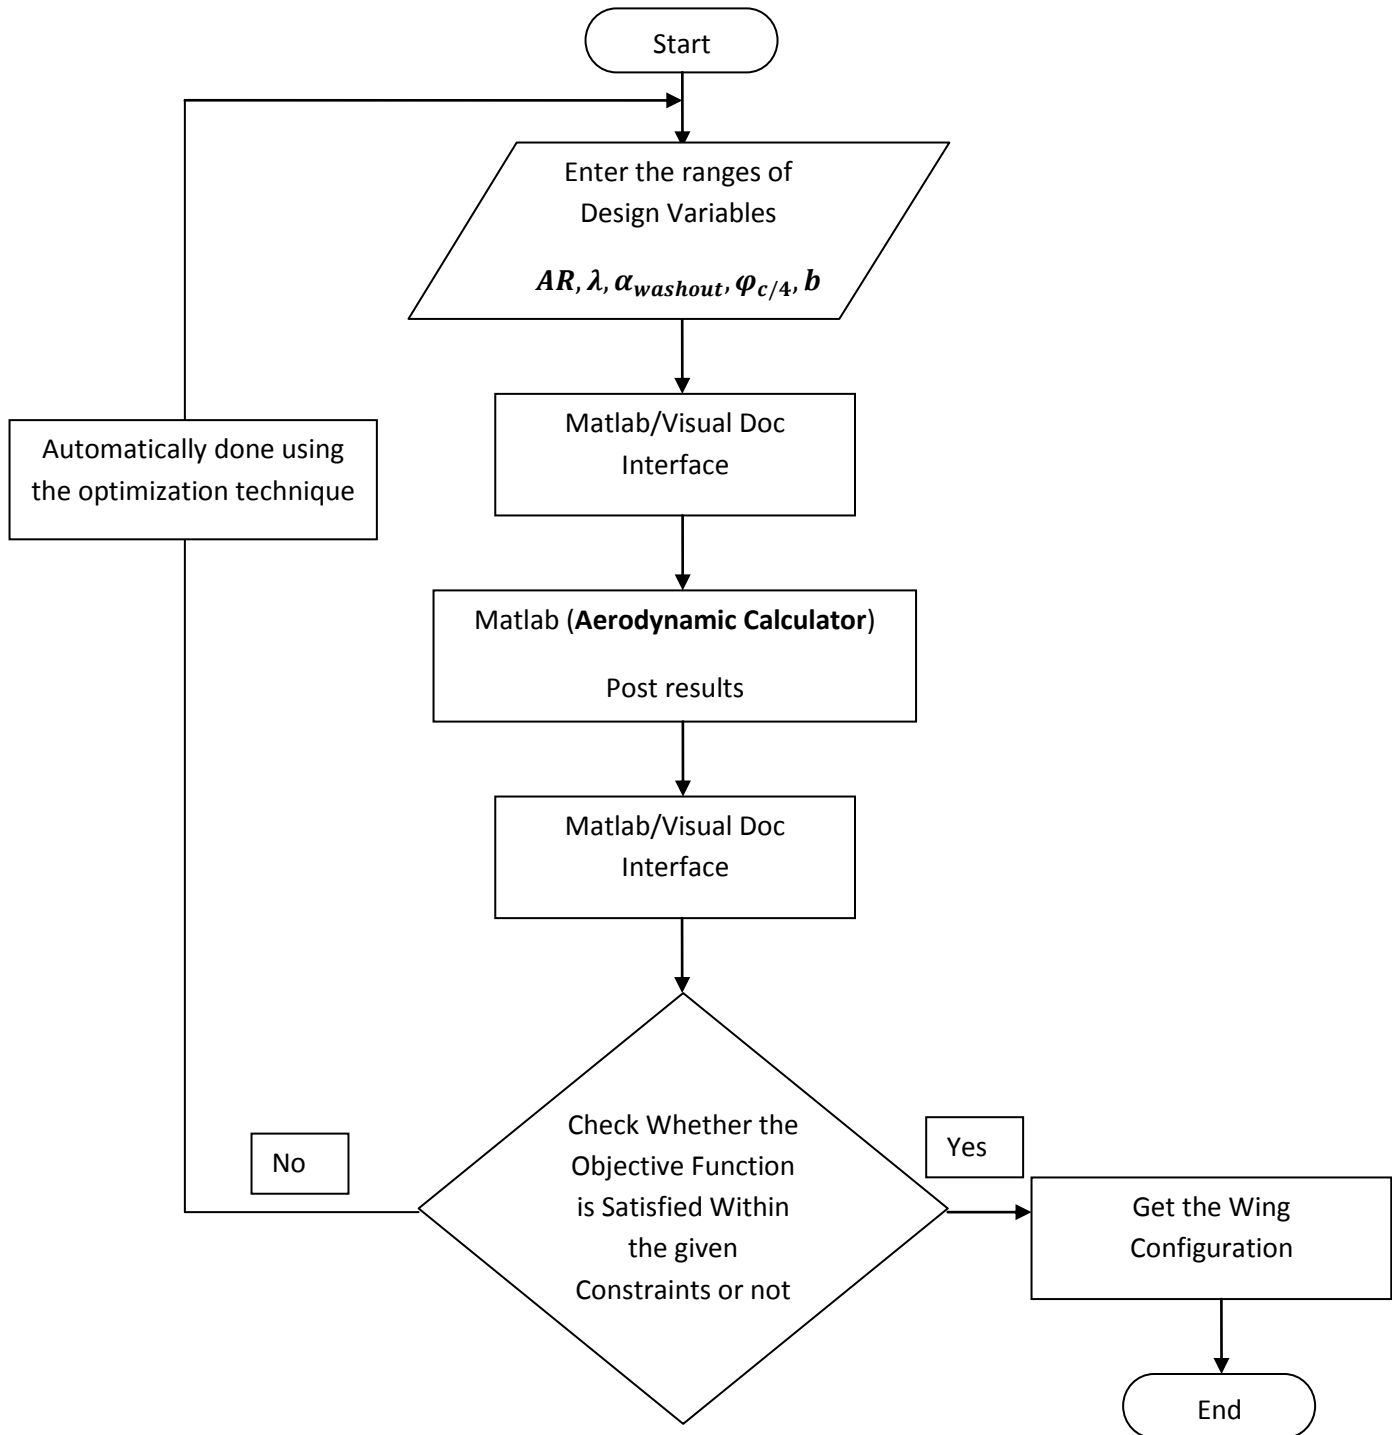 Start
Enter the ranges of
Design Variables
AR, λ, α_washout, φ_c/4, b
Matlab/Visual Doc
Interface
Automatically done using
the optimization technique
Matlab (Aerodynamic Calculator)
Post results
Matlab/Visual Doc
Interface
Check Whether the
Objective Function
is Satisfied Within
the given
Constraints or not
No
Yes
Get the Wing
Configuration
End